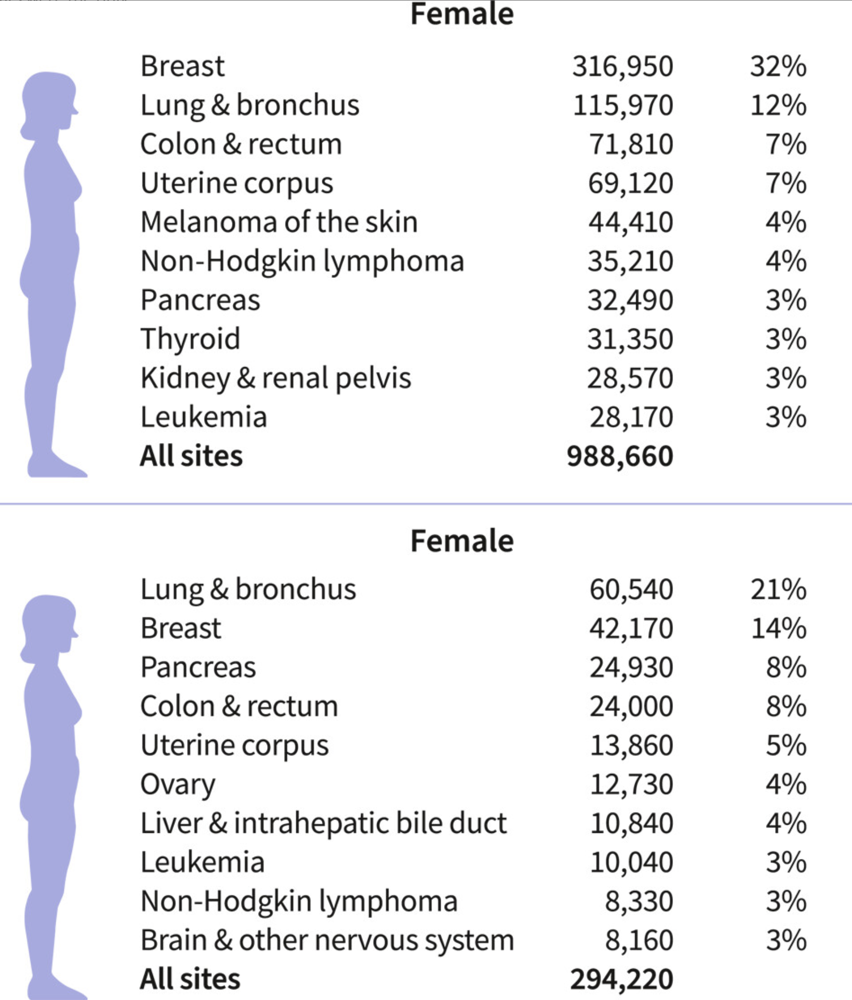 Female
Breast 316,950 32%
Lung & bronchus 115,970 12%
Colon & rectum 71,810 7%
Uterine corpus 69,120 7%
Melanoma of the skin 44,410 4%
Non-Hodgkin lymphoma 35,210 4%
Pancreas 32,490 3%
Thyroid 31,350 3%
Kidney & renal pelvis 28,570 3%
Leukemia 28,170 3%
All sites 988,660
Female
Lung & bronchus 60,540 21%
Breast 42,170 14%
Pancreas 24,930 8%
Colon & rectum 24,000 8%
Uterine corpus 13,860 5%
Ovary 12,730 4%
Liver & intrahepatic bile duct 10,840 4%
Leukemia 10,040 3%
Non-Hodgkin lymphoma 8,330 3%
Brain & other nervous system 8,160 3%
All sites 294,220